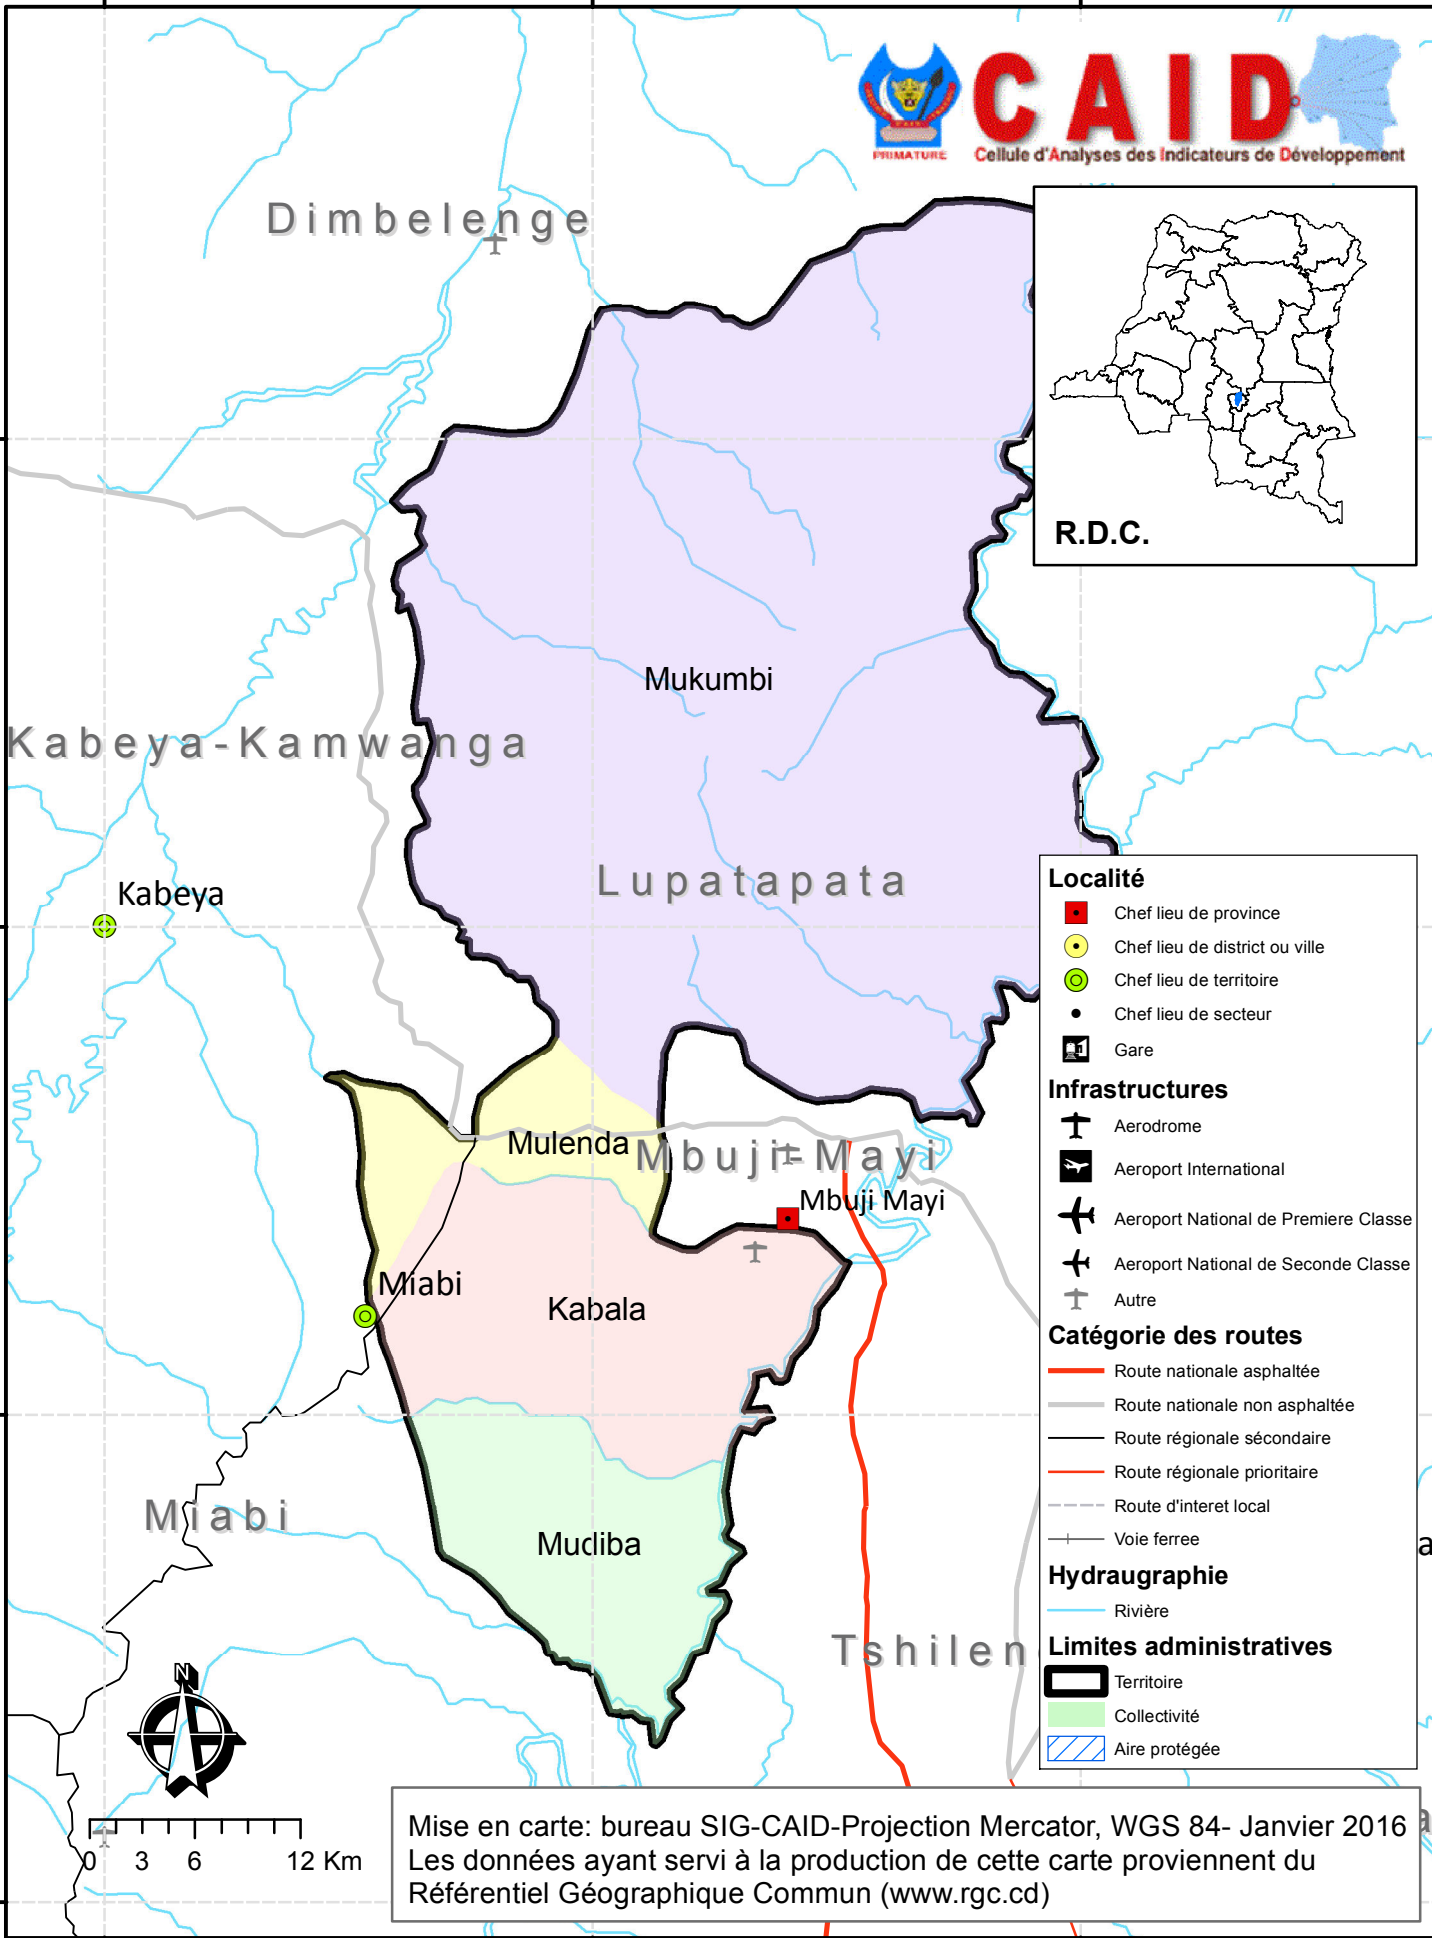 CAID
PRIMATURE
Cellule d'Analyses des Indicateurs de Développement
Dimbelenge
R.D.C.
Mukumbi
Kabeya-Kamwanga
Lupatapata
Kabeya
Mulenda
Mbuji-Mayi
Mbuji Mayi
Miabi
Kabala
Miabi
Mudiba
Tshilen
a
a
Localité
Chef lieu de province
Chef lieu de district ou ville
Chef lieu de territoire
Chef lieu de secteur
Gare
Infrastructures
Aerodrome
Aeroport International
Aeroport National de Premiere Classe
Aeroport National de Seconde Classe
Autre
Catégorie des routes
Route nationale asphaltée
Route nationale non asphaltée
Route régionale sécondaire
Route régionale prioritaire
Route d'interet local
Voie ferree
Hydraugraphie
Rivière
Limites administratives
Territoire
Collectivité
Aire protégée
N
0 3 6 12 Km
Mise en carte: bureau SIG-CAID-Projection Mercator, WGS 84- Janvier 2016
Les données ayant servi à la production de cette carte proviennent du
Référentiel Géographique Commun (www.rgc.cd)